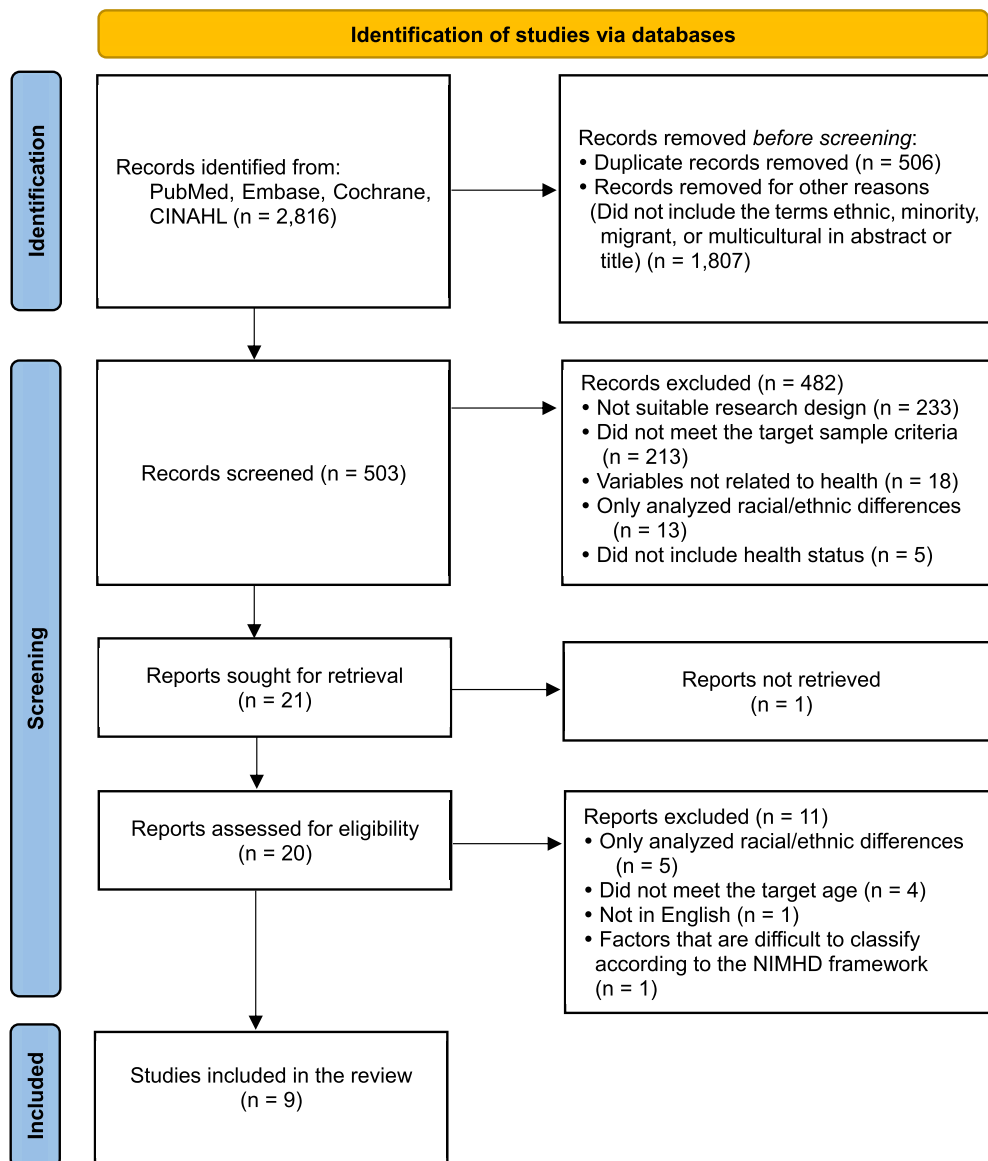 Identification of studies via databases
Identification
Records identified from:
PubMed, Embase, Cochrane,
CINAHL (n = 2,816)
Records removed before screening:
• Duplicate records removed (n = 506)
• Records removed for other reasons
(Did not include the terms ethnic, minority,
migrant, or multicultural in abstract or
title) (n = 1,807)
Screening
Records screened (n = 503)
Records excluded (n = 482)
• Not suitable research design (n = 233)
• Did not meet the target sample criteria
(n = 213)
• Variables not related to health (n = 18)
• Only analyzed racial/ethnic differences
(n = 13)
• Did not include health status (n = 5)
Reports sought for retrieval
(n = 21)
Reports not retrieved
(n = 1)
Reports assessed for eligibility
(n = 20)
Reports excluded (n = 11)
• Only analyzed racial/ethnic differences
(n = 5)
• Did not meet the target age (n = 4)
• Not in English (n = 1)
• Factors that are difficult to classify
according to the NIMHD framework
(n = 1)
Included
Studies included in the review
(n = 9)